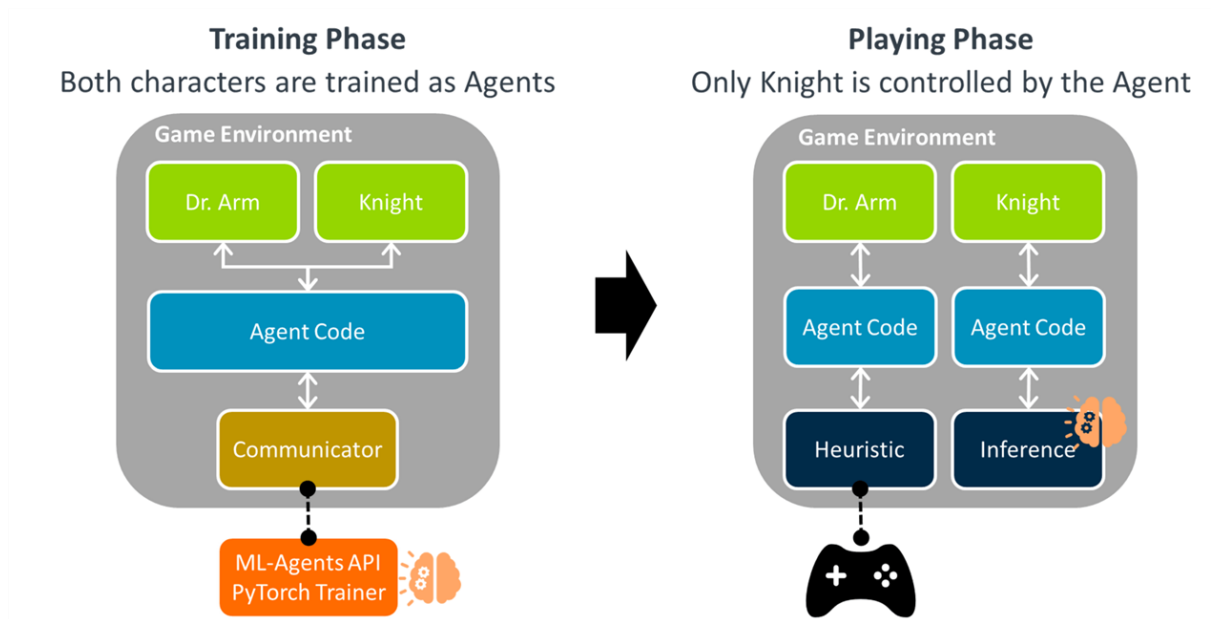 Training Phase
Both characters are trained as Agents
Game Environment
Dr. Arm
Knight
Agent Code
Communicator
ML-Agents API
PyTorch Trainer
Playing Phase
Only Knight is controlled by the Agent
Game Environment
Dr. Arm
Knight
Agent Code
Agent Code
Heuristic
Inference